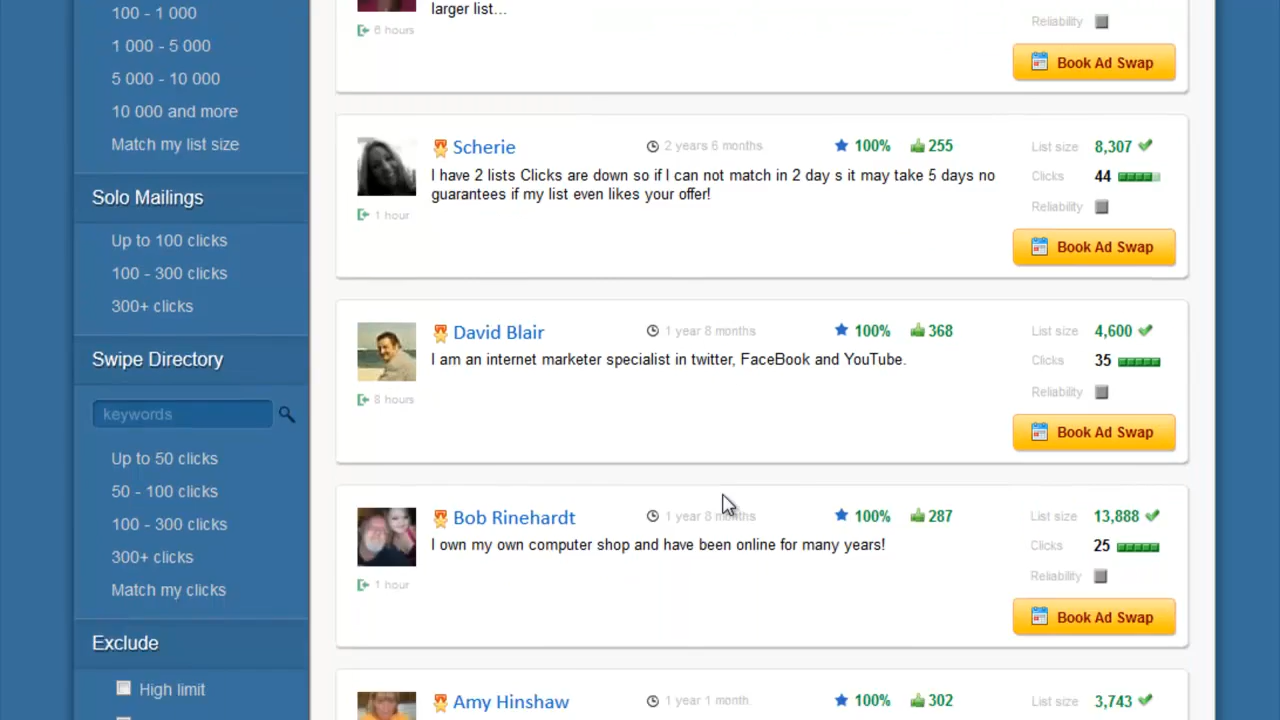 100 - 1 000
1 000 - 5 000
5 000 - 10 000
10 000 and more
Match my list size
Solo Mailings
Up to 100 clicks
100 - 300 clicks
300+ clicks
Swipe Directory
keywords
Up to 50 clicks
50 - 100 clicks
100 - 300 clicks
300+ clicks
Match my clicks
Exclude
High limit
larger list...
6 hours
Reliability
Book Ad Swap
Scherie
2 years 6 months
100%
255
List size 8,307
I have 2 lists Clicks are down so if I can not match in 2 day s it may take 5 days no
guarantees if my list even likes your offer!
Clicks 44
1 hour
Reliability
Book Ad Swap
David Blair
1 year 8 months
100%
368
List size 4,600
I am an internet marketer specialist in twitter, FaceBook and YouTube.
Clicks 35
8 hours
Reliability
Book Ad Swap
Bob Rinehardt
1 year 8 months
100%
287
List size 13,888
I own my own computer shop and have been online for many years!
Clicks 25
1 hour
Reliability
Book Ad Swap
Amy Hinshaw
1 year 1 month
100%
302
List size 3,743